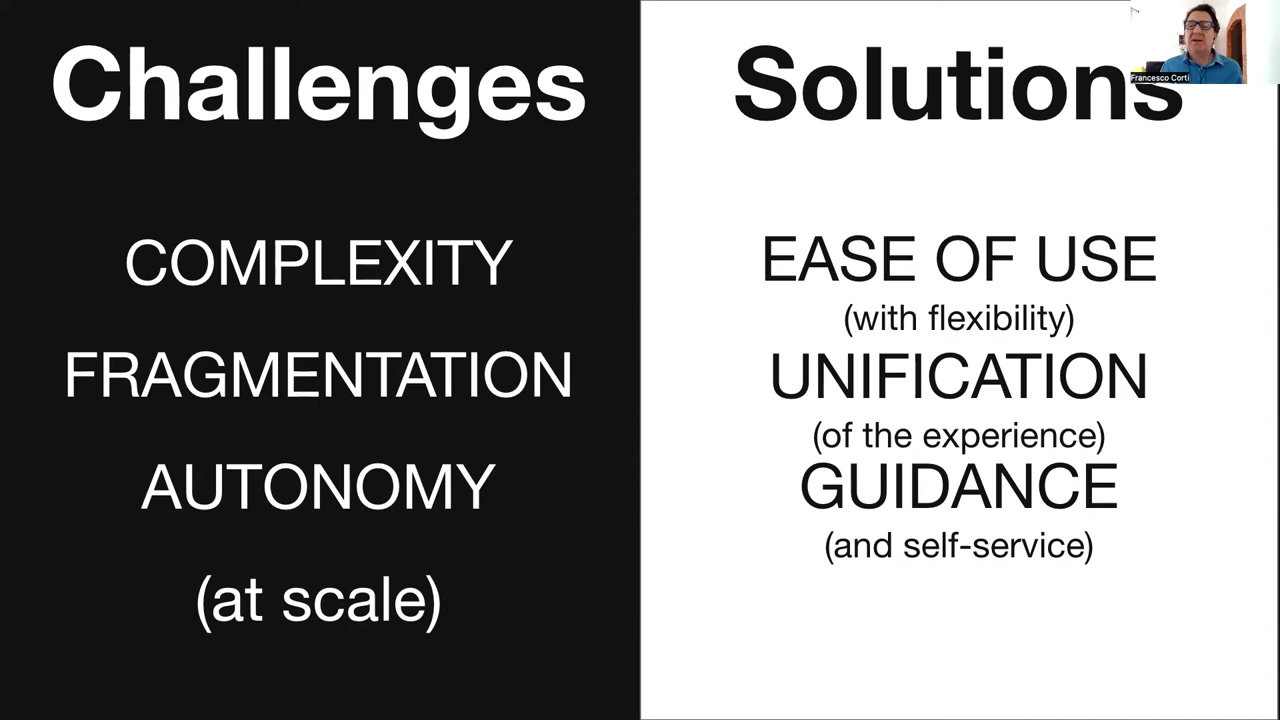 Challenges
COMPLEXITY
FRAGMENTATION
AUTONOMY
(at scale)
Solutions
EASE OF USE
(with flexibility)
UNIFICATION
(of the experience)
GUIDANCE
(and self-service)
Francesco Corti